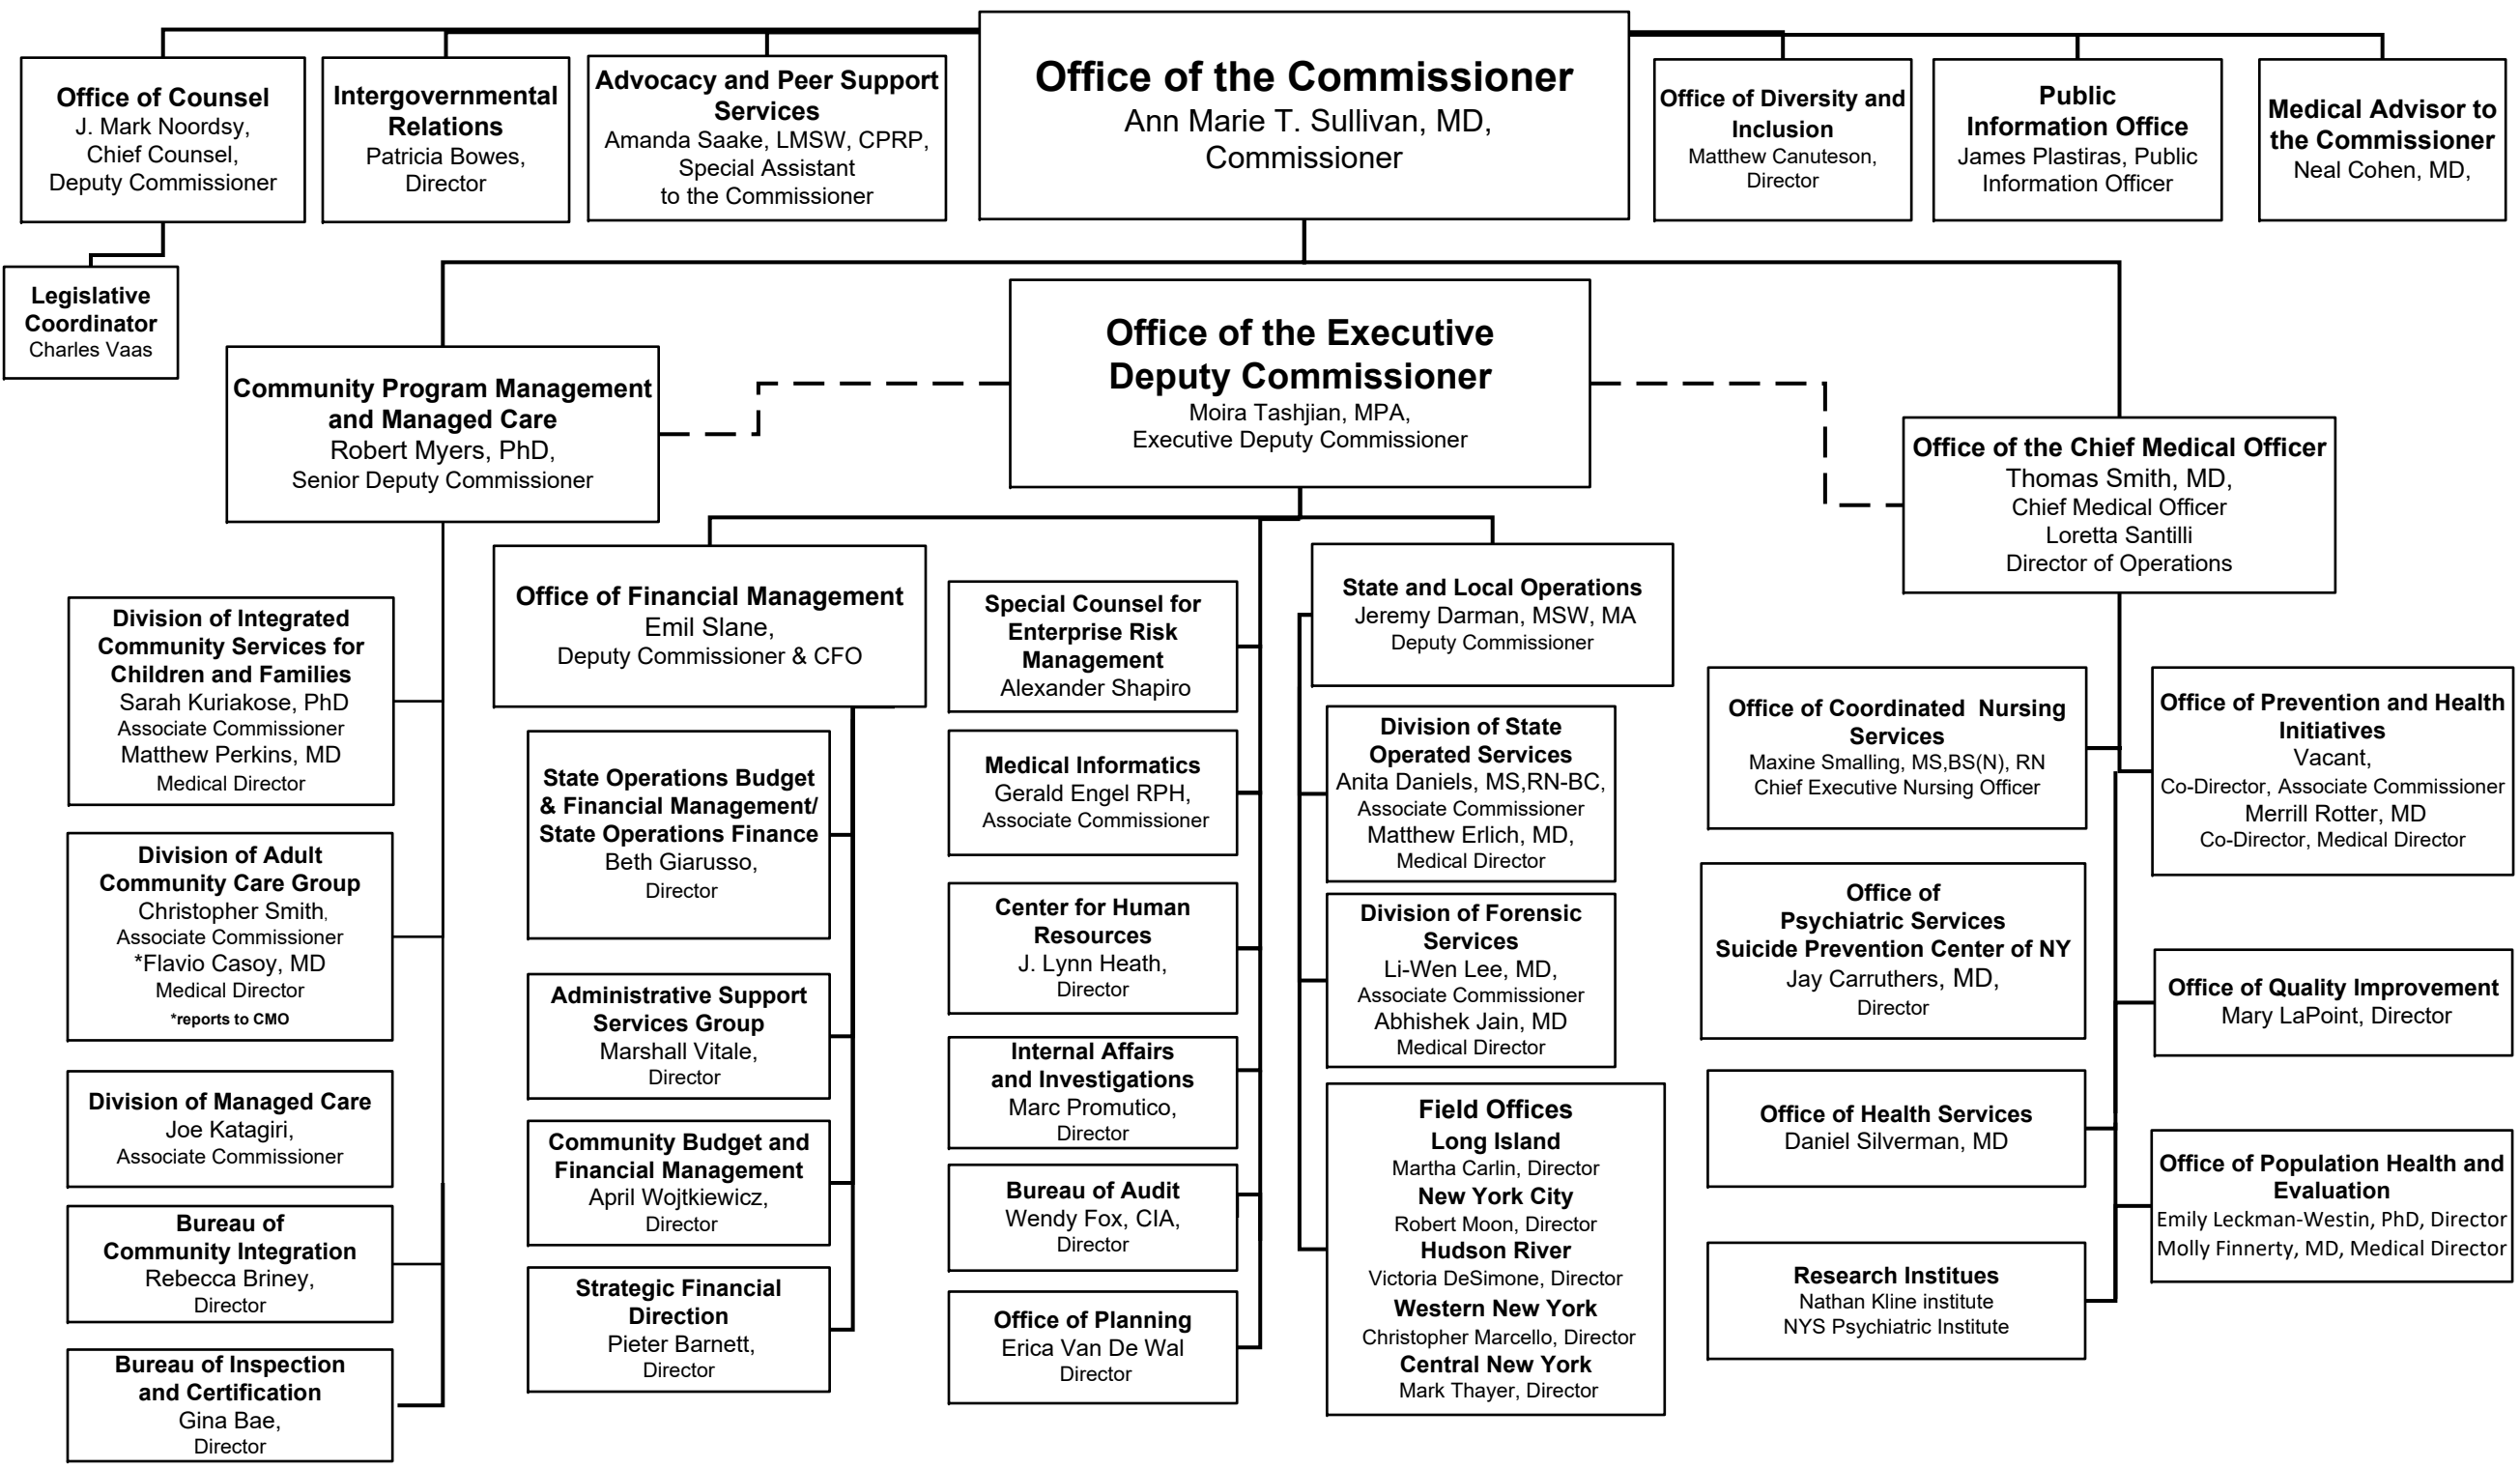 Office of the Commissioner
Ann Marie T. Sullivan, MD,
Commissioner
Office of Counsel
J. Mark Noordsy,
Chief Counsel,
Deputy Commissioner
Intergovernmental
Relations
Patricia Bowes,
Director
Advocacy and Peer Support
Services
Amanda Saake, LMSW, CPRP,
Special Assistant
to the Commissioner
Office of Diversity and
Inclusion
Matthew Canuteson,
Director
Public
Information Office
James Plastiras, Public
Information Officer
Medical Advisor to
the Commissioner
Neal Cohen, MD,
Legislative
Coordinator
Charles Vaas
Community Program Management
and Managed Care
Robert Myers, PhD,
Senior Deputy Commissioner
Office of the Executive
Deputy Commissioner
Moira Tashjian, MPA,
Executive Deputy Commissioner
Office of the Chief Medical Officer
Thomas Smith, MD,
Chief Medical Officer
Loretta Santilli
Director of Operations
Division of Integrated
Community Services for
Children and Families
Sarah Kuriakose, PhD
Associate Commissioner
Matthew Perkins, MD
Medical Director
Division of Adult
Community Care Group
Christopher Smith,
Associate Commissioner
*Flavio Casoy, MD
Medical Director
*reports to CMO
Division of Managed Care
Joe Katagiri,
Associate Commissioner
Bureau of
Community Integration
Rebecca Briney,
Director
Bureau of Inspection
and Certification
Gina Bae,
Director
Office of Financial Management
Emil Slane,
Deputy Commissioner & CFO
State Operations Budget
& Financial Management/
State Operations Finance
Beth Giarusso,
Director
Administrative Support
Services Group
Marshall Vitale,
Director
Community Budget and
Financial Management
April Wojtkiewicz,
Director
Strategic Financial
Direction
Pieter Barnett,
Director
Special Counsel for
Enterprise Risk
Management
Alexander Shapiro
Medical Informatics
Gerald Engel RPH,
Associate Commissioner
Center for Human
Resources
J. Lynn Heath,
Director
Internal Affairs
and Investigations
Marc Promutico,
Director
Bureau of Audit
Wendy Fox, CIA,
Director
Office of Planning
Erica Van De Wal
Director
State and Local Operations
Jeremy Darman, MSW, MA
Deputy Commissioner
Division of State
Operated Services
Anita Daniels, MS,RN-BC,
Associate Commissioner
Matthew Erlich, MD,
Medical Director
Division of Forensic
Services
Li-Wen Lee, MD,
Associate Commissioner
Abhishek Jain, MD
Medical Director
Field Offices
Long Island
Martha Carlin, Director
New York City
Robert Moon, Director
Hudson River
Victoria DeSimone, Director
Western New York
Christopher Marcello, Director
Central New York
Mark Thayer, Director
Office of Coordinated Nursing
Services
Maxine Smalling, MS,BS(N), RN
Chief Executive Nursing Officer
Office of
Psychiatric Services
Suicide Prevention Center of NY
Jay Carruthers, MD,
Director
Office of Health Services
Daniel Silverman, MD
Research Institues
Nathan Kline institute
NYS Psychiatric Institute
Office of Prevention and Health
Initiatives
Vacant,
Co-Director, Associate Commissioner
Merrill Rotter, MD
Co-Director, Medical Director
Office of Quality Improvement
Mary LaPoint, Director
Office of Population Health and
Evaluation
Emily Leckman-Westin, PhD, Director
Molly Finnerty, MD, Medical Director